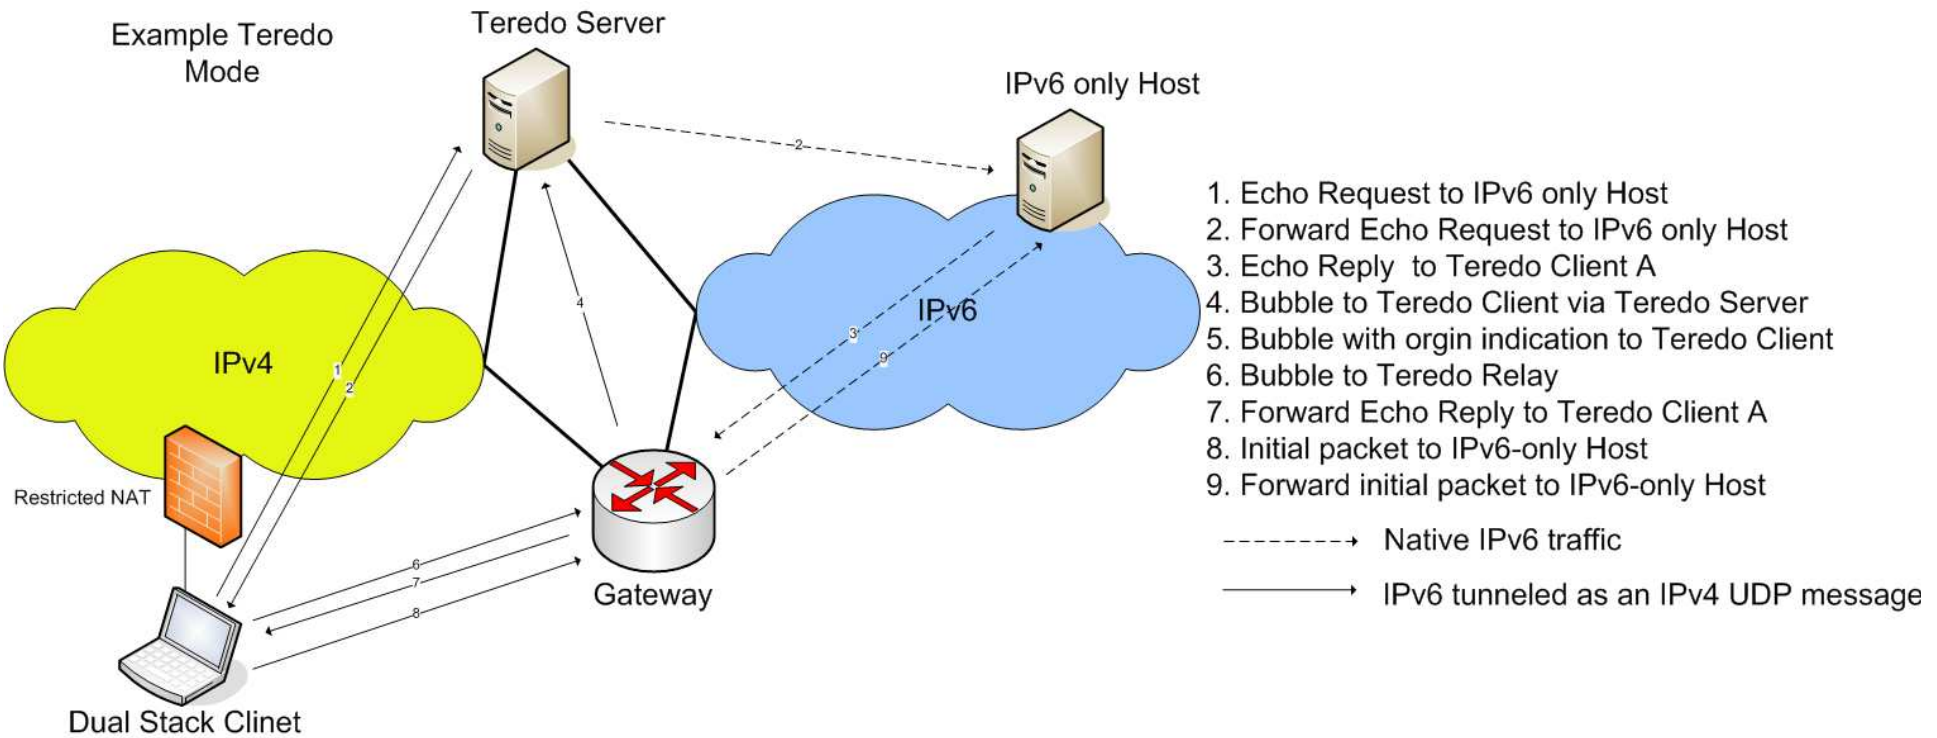 Example Teredo
Mode
Teredo Server
IPv6 only Host
2
1. Echo Request to IPv6 only Host
2. Forward Echo Request to IPv6 only Host
3. Echo Reply  to Teredo Client A
4. Bubble to Teredo Client via Teredo Server
5. Bubble with orgin indication to Teredo Client
6. Bubble to Teredo Relay
7. Forward Echo Reply to Teredo Client A
8. Initial packet to IPv6-only Host
9. Forward initial packet to IPv6-only Host
Native IPv6 traffic
IPv6 tunneled as an IPv4 UDP message
4
IPv6
3
9
IPv4
1
2
Restricted NAT
6
7
8
Gateway
Dual Stack Clinet